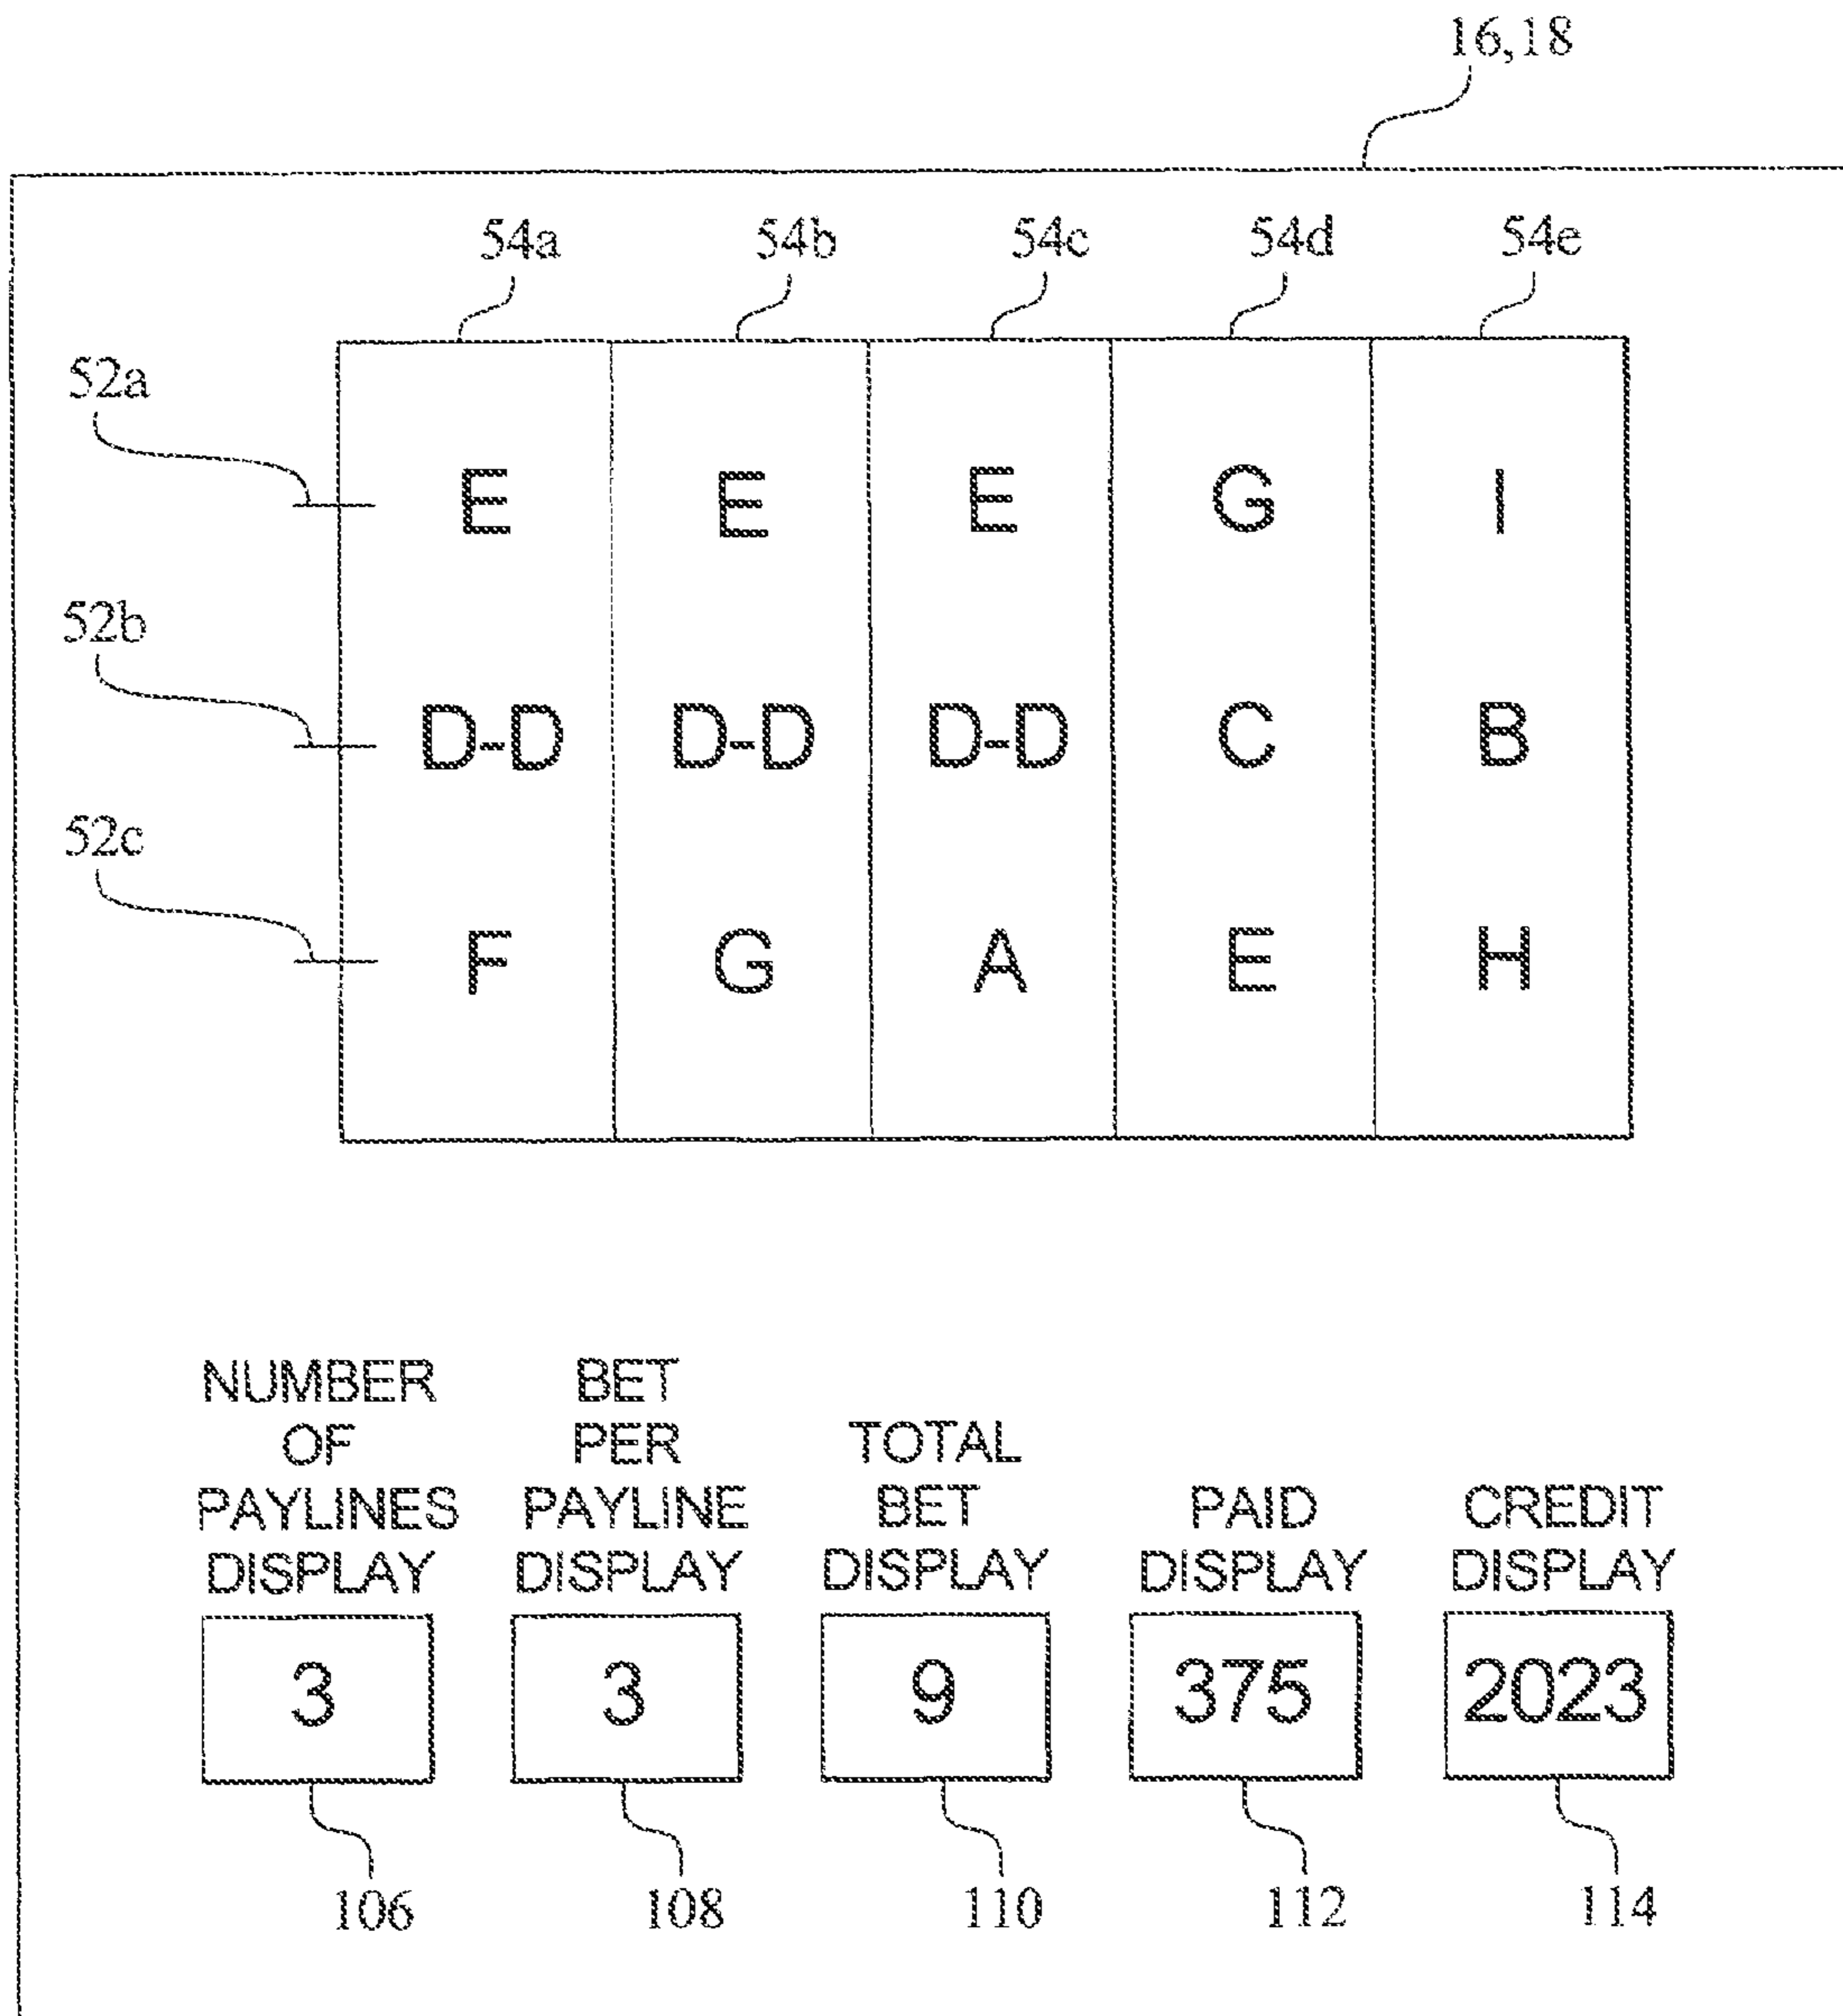 16,18
54a 54b 54c 54d 54e
52a
E E E G I
52b
D-D D-D D-D C B
52c
F G A E H
NUMBER OF PAYLINES DISPLAY
BET PER PAYLINE DISPLAY
TOTAL BET DISPLAY
PAID DISPLAY
CREDIT DISPLAY
3 3 9 375 2023
106 108 110 112 114